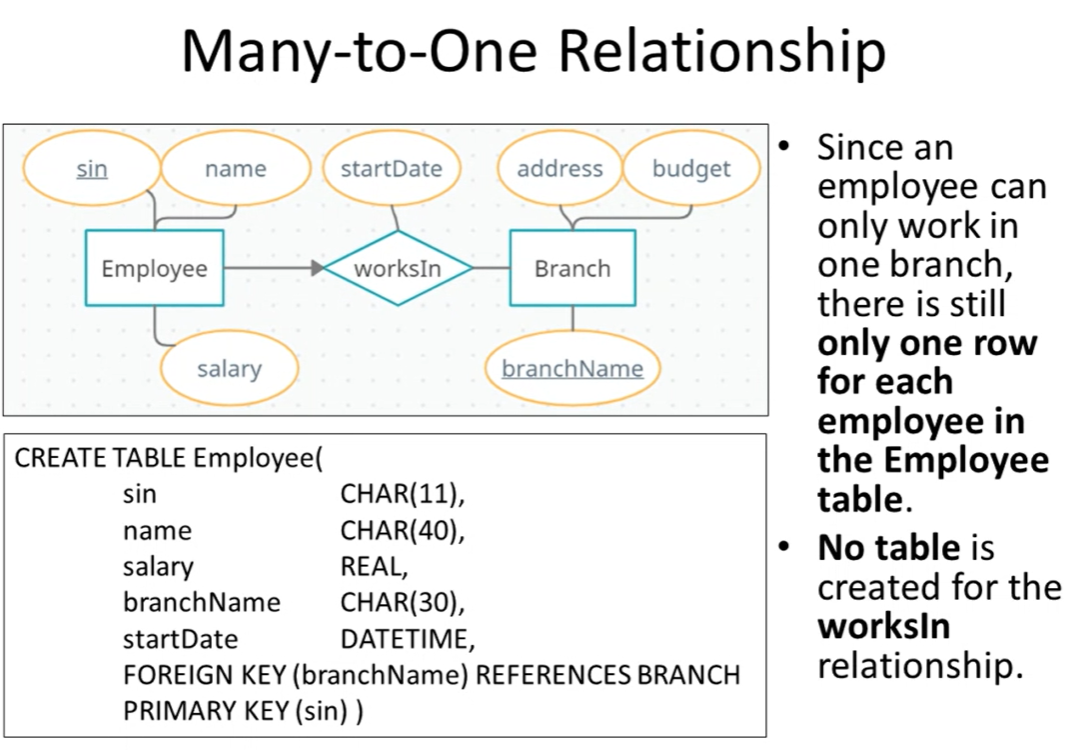 Many-to-One Relationship
sin
name
startDate
address
budget
Employee
worksIn
Branch
salary
branchName
CREATE TABLE Employee(
sin CHAR(11),
name CHAR(40),
salary REAL,
branchName CHAR(30),
startDate DATETIME,
FOREIGN KEY (branchName) REFERENCES BRANCH
PRIMARY KEY (sin) )
• Since an
employee can
only work in
one branch,
there is still
only one row
for each
employee in
the Employee
table.
• No table is
created for the
worksIn
relationship.